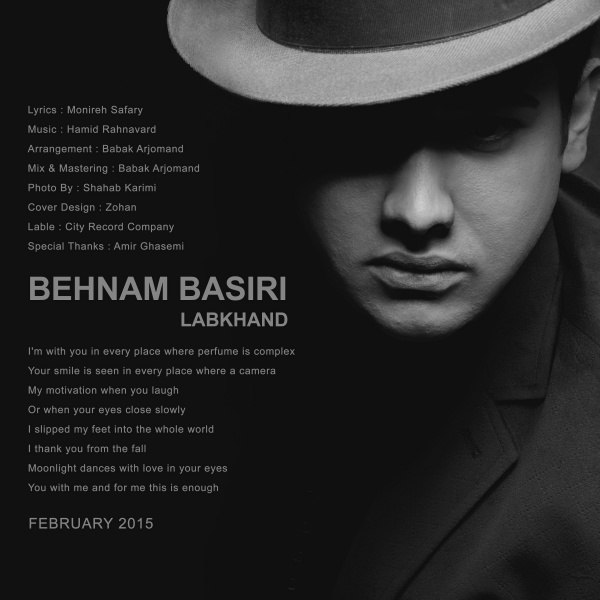 Lyrics : Monireh Safary
Music : Hamid Rahnavard
Arrangement : Babak Arjomand
Mix & Mastering : Babak Arjomand
Photo By : Shahab Karimi
Cover Design : Zohan
Lable : City Record Company
Special Thanks : Amir Ghasemi
BEHNAM BASIRI
LABKHAND
I'm with you in every place where perfume is complex
Your smile is seen in every place where a camera
My motivation when you laugh
Or when your eyes close slowly
I slipped my feet into the whole world
I thank you from the fall
Moonlight dances with love in your eyes
You with me and for me this is enough
FEBRUARY 2015